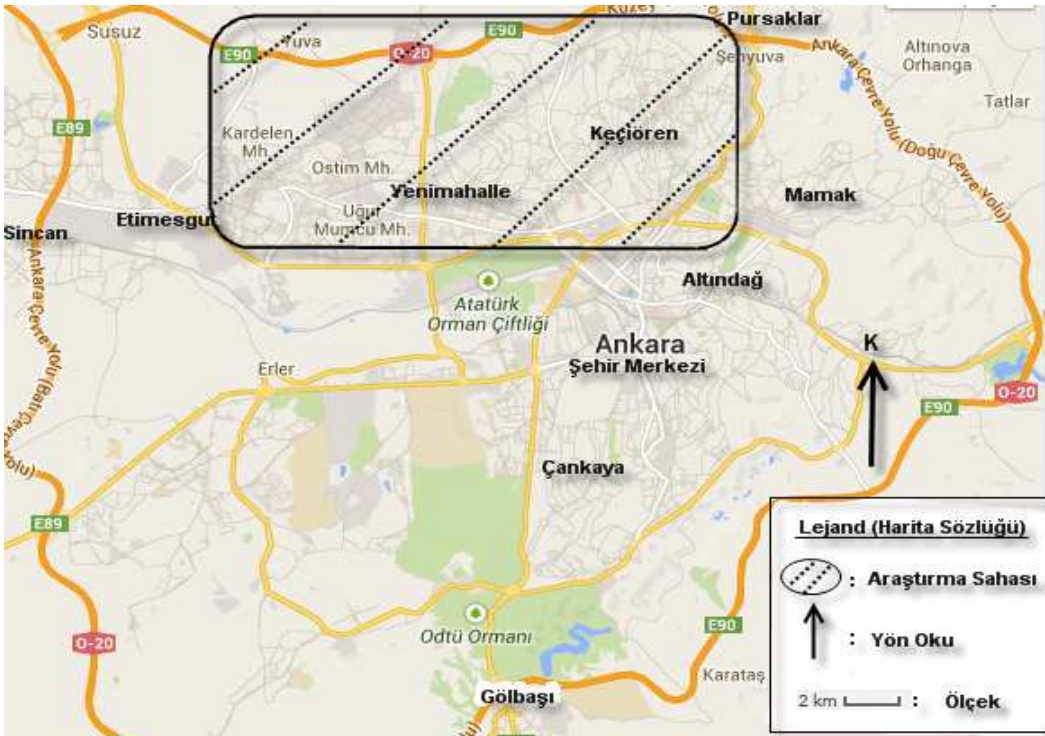 Pursaklar
Susuz
E90
Yuva
O-20
E90
Kuzey
Yolu
Şenyuva
Ankara Çevre Yolu (Doğu Çevre Yolu)
Altınova
Orhanga
Tatlar
E89
Kardelen
Mh.
Keçiören
Ostim Mh.
Yenimahalle
Mamak
Etimesgut
Uğur
Mumcu Mh.
Sincan
Ankara Çevre Yolu (Batı Çevre Yolu)
Altındağ
Atatürk
Orman Çiftliği
Ankara
Şehir Merkezi
K
Erler
O-20
E90
Çankaya
E89
Lejand (Harita Sözlüğü)
: Araştırma Sahası
: Yön Oku
2 km : Ölçek
O-20
Odtü Ormanı
E90
Karataş
Gölbaşı